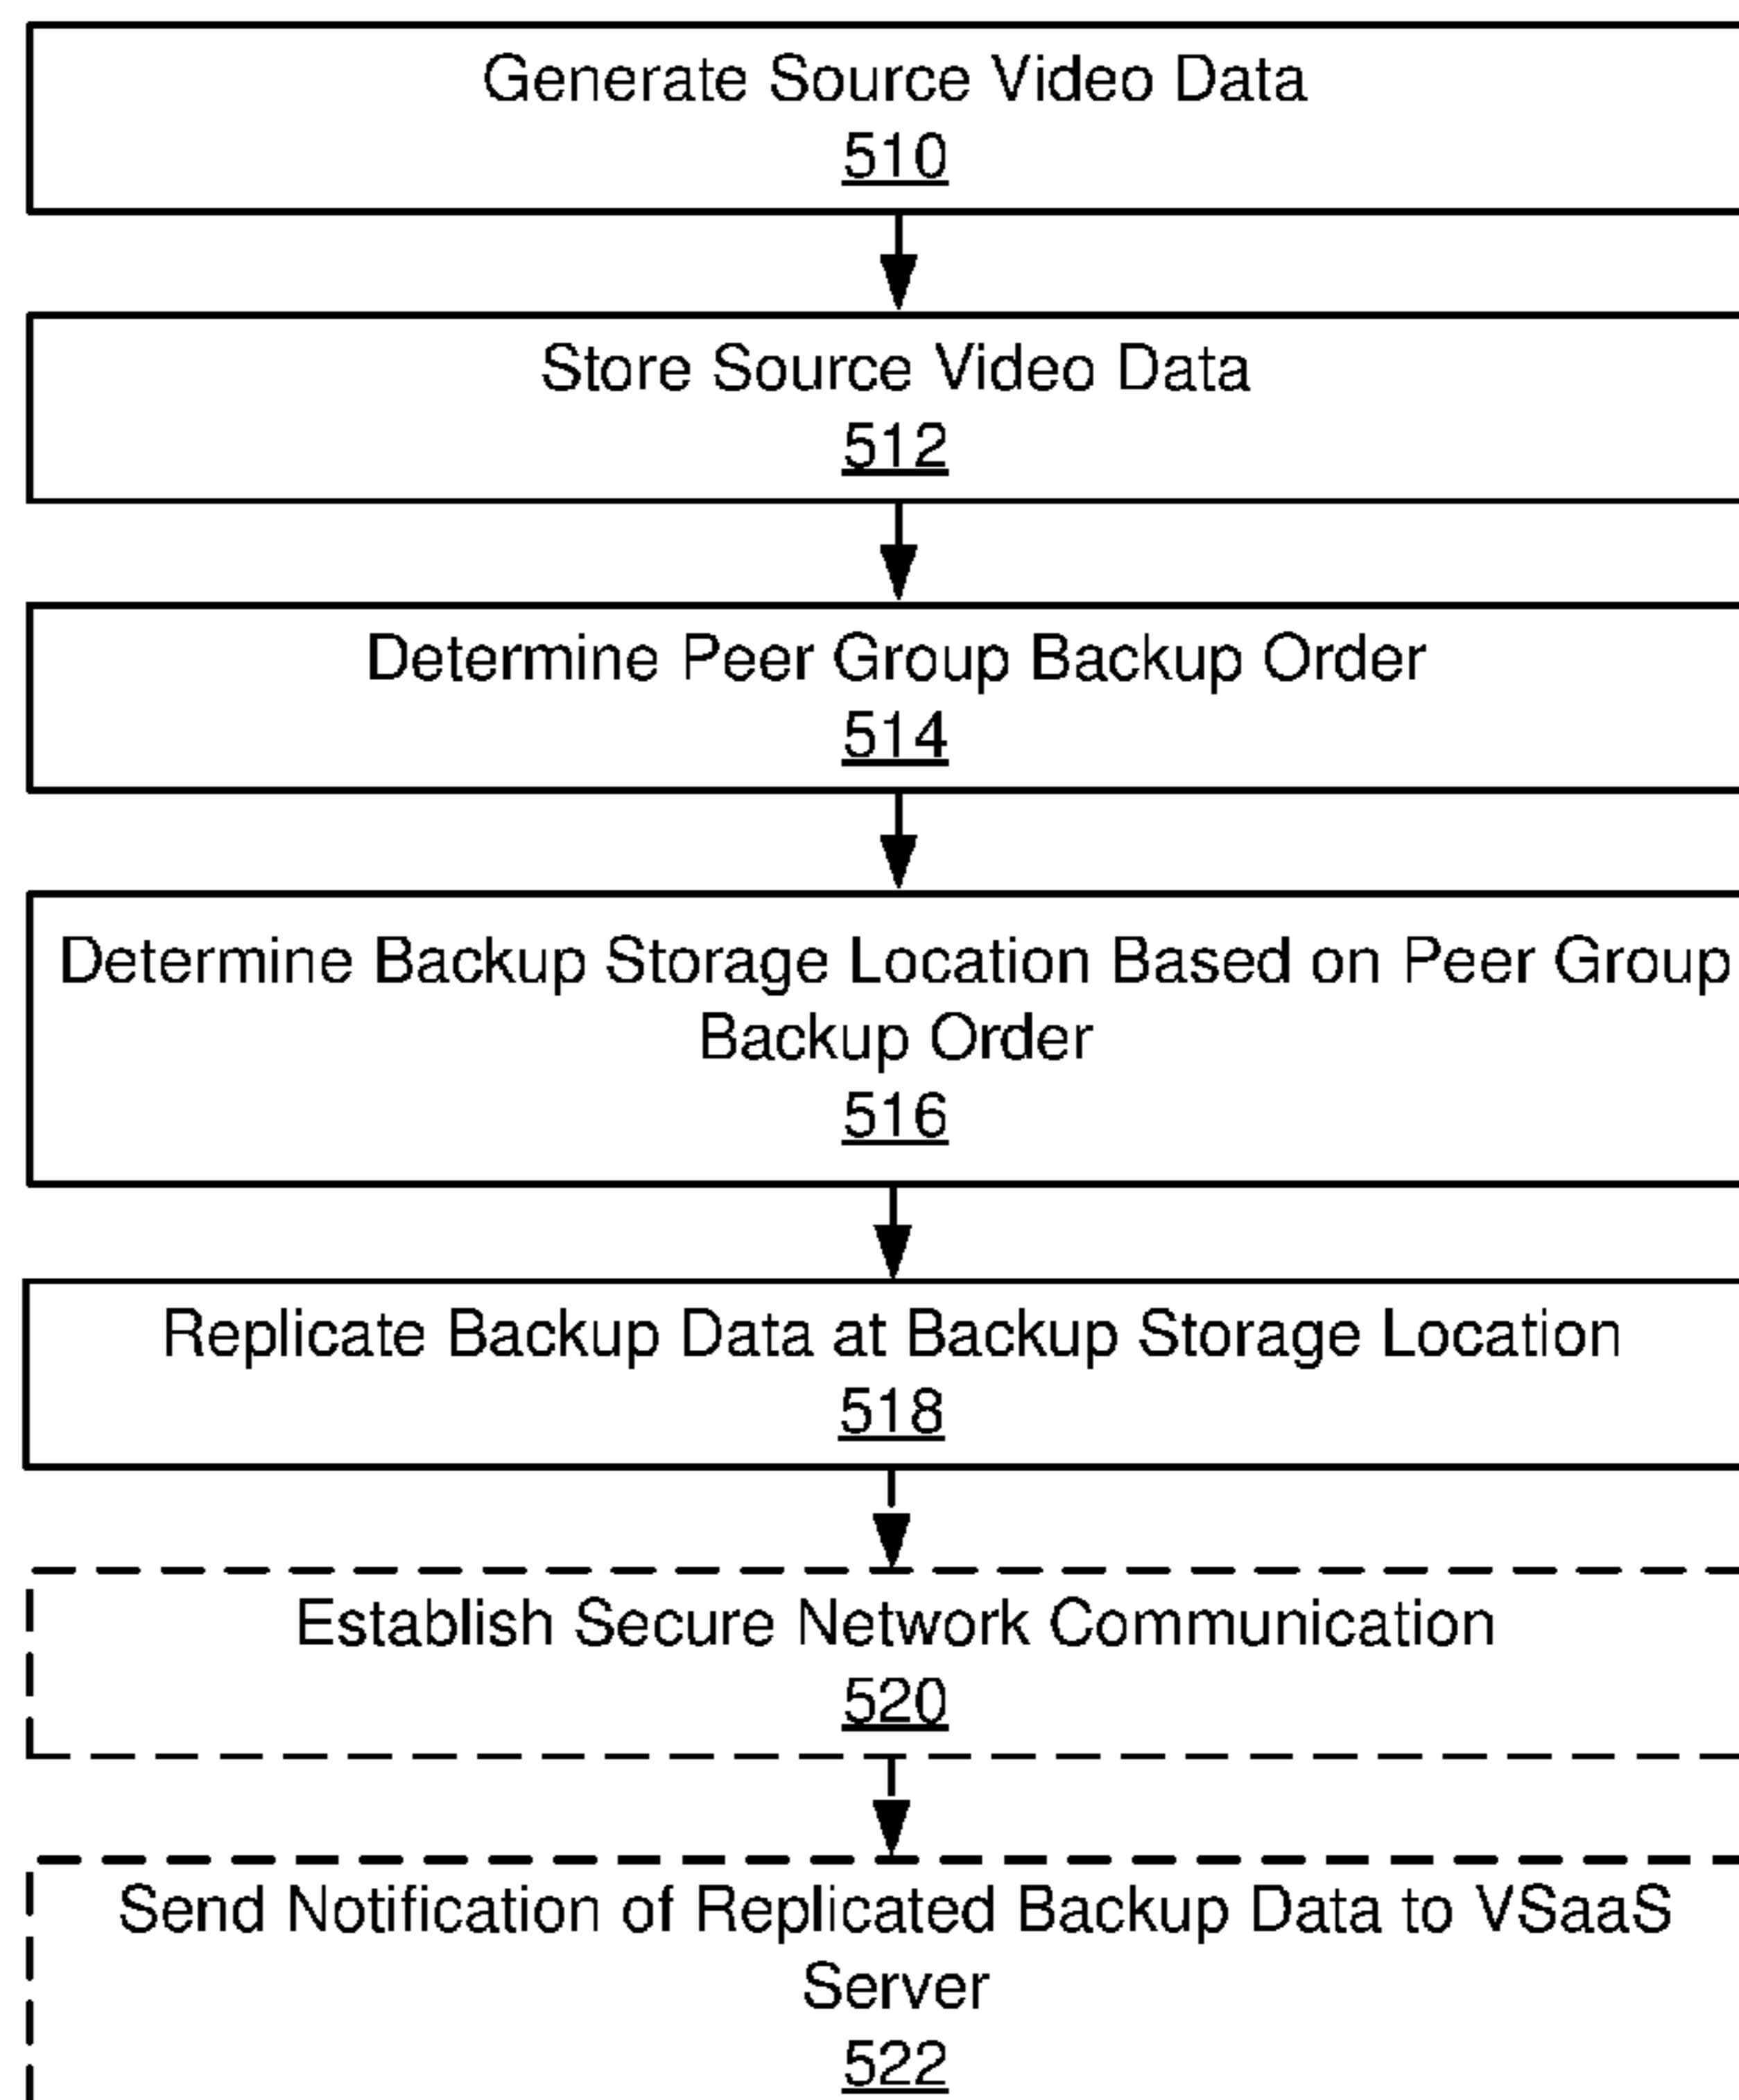 Generate Source Video Data
510
Store Source Video Data
512
Determine Peer Group Backup Order
514
Determine Backup Storage Location Based on Peer Group
Backup Order
516
Replicate Backup Data at Backup Storage Location
518
Establish Secure Network Communication
520
Send Notification of Replicated Backup Data to VSaaS
Server
522